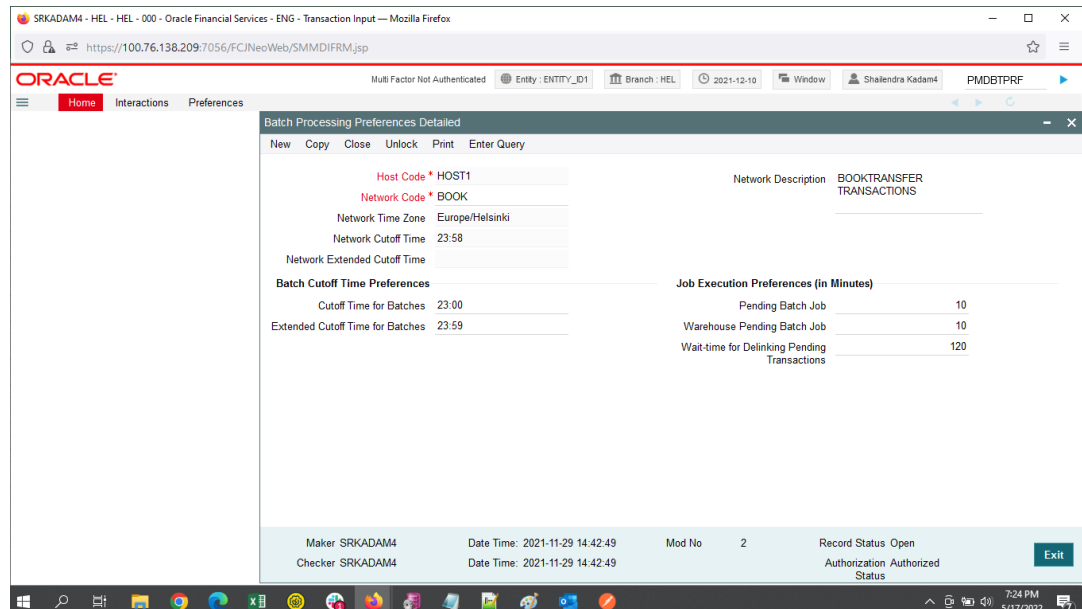 SRKADAM4 - HEL - HEL - 000 - Oracle Financial Services - ENG - Transaction Input — Mozilla Firefox
https://100.76.138.209:7056/FCJNeoWeb/SMMDIFRM.jsp
ORACLE Multi Factor Not Authenticated Entity : ENTITY_ID1 Branch : HEL 2021-12-10 Window Shailendra Kadam4 PMDBTPRF
Home Interactions Preferences
Batch Processing Preferences Detailed
New Copy Close Unlock Print Enter Query
Host Code * HOST1 Network Description BOOKTRANSFER
TRANSACTIONS
Network Code * BOOK
Network Time Zone Europe/Helsinki
Network Cutoff Time 23:58
Network Extended Cutoff Time
Batch Cutoff Time Preferences Job Execution Preferences (in Minutes)
Cutoff Time for Batches 23:00 Pending Batch Job 10
Extended Cutoff Time for Batches 23:59 Warehouse Pending Batch Job 10
Wait-time for Delinking Pending 120
Transactions
Maker SRKADAM4 Date Time: 2021-11-29 14:42:49 Mod No 2 Record Status Open
Exit
Checker SRKADAM4 Date Time: 2021-11-29 14:42:49 Authorization Authorized
Status
7:24 PM
5/17/2022